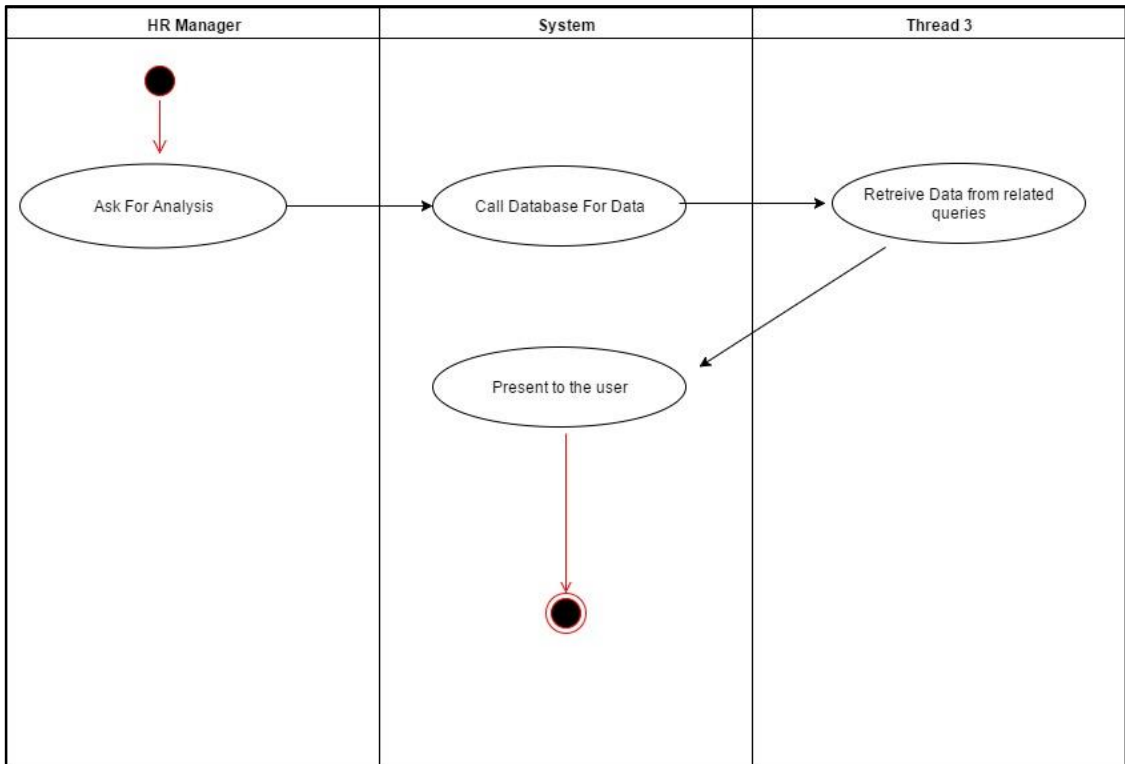 HR Manager
System
Thread 3
Ask For Analysis
Call Database For Data
Retreive Data from related
queries
Present to the user